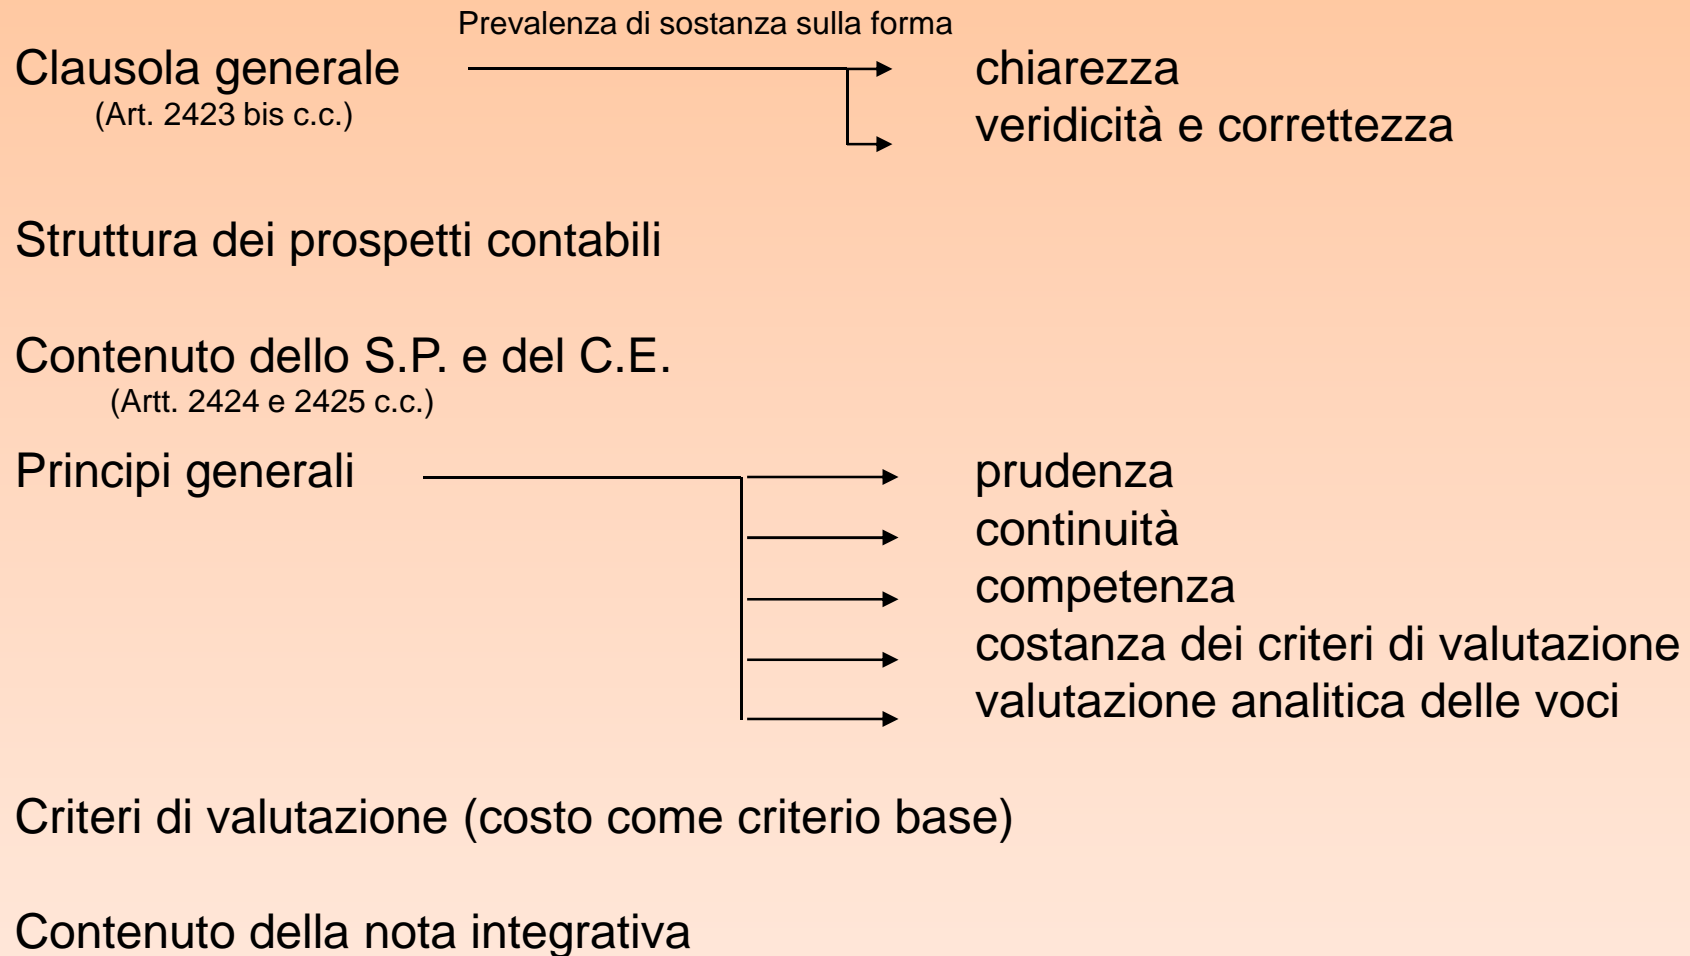 Prevalenza di sostanza sulla forma
Clausola generale
(Art. 2423 bis c.c.)
chiarezza
veridicità e correttezza
Struttura dei prospetti contabili
Contenuto dello S.P. e del C.E.
(Artt. 2424 e 2425 c.c.)
Principi generali
prudenza
continuità
competenza
costanza dei criteri di valutazione
valutazione analitica delle voci
Criteri di valutazione (costo come criterio base)
Contenuto della nota integrativa